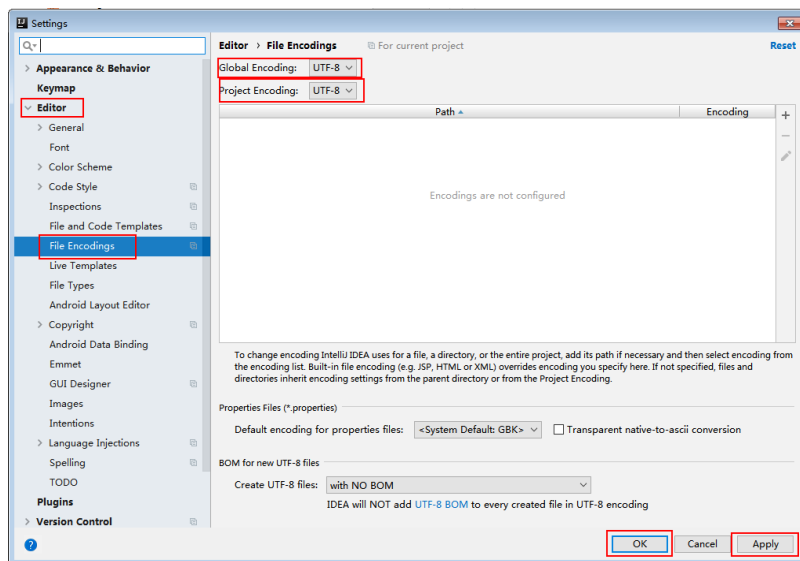 Settings
Editor > File Encodings
For current project
Reset
Appearance & Behavior
Keymap
Editor
General
Font
Color Scheme
Code Style
Inspections
File and Code Templates
File Encodings
Live Templates
File Types
Android Layout Editor
Copyright
Android Data Binding
Emmet
GUI Designer
Images
Intentions
Language Injections
Spelling
TODO
Plugins
Version Control
Global Encoding: UTF-8
Project Encoding: UTF-8
Path Encoding
Encodings are not configured
To change encoding IntelliJ IDEA uses for a file, a directory, or the entire project, add its path if necessary and then select encoding from
the encoding list. Built-in file encoding (e.g. JSP, HTML or XML) overrides encoding you specify here. If not specified, files and
directories inherit encoding settings from the parent directory or from the Project Encoding.
Properties Files (*.properties)
Default encoding for properties files: <System Default: GBK> Transparent native-to-ascii conversion
BOM for new UTF-8 files
Create UTF-8 files: with NO BOM
IDEA will NOT add UTF-8 BOM to every created file in UTF-8 encoding
? OK Cancel Apply